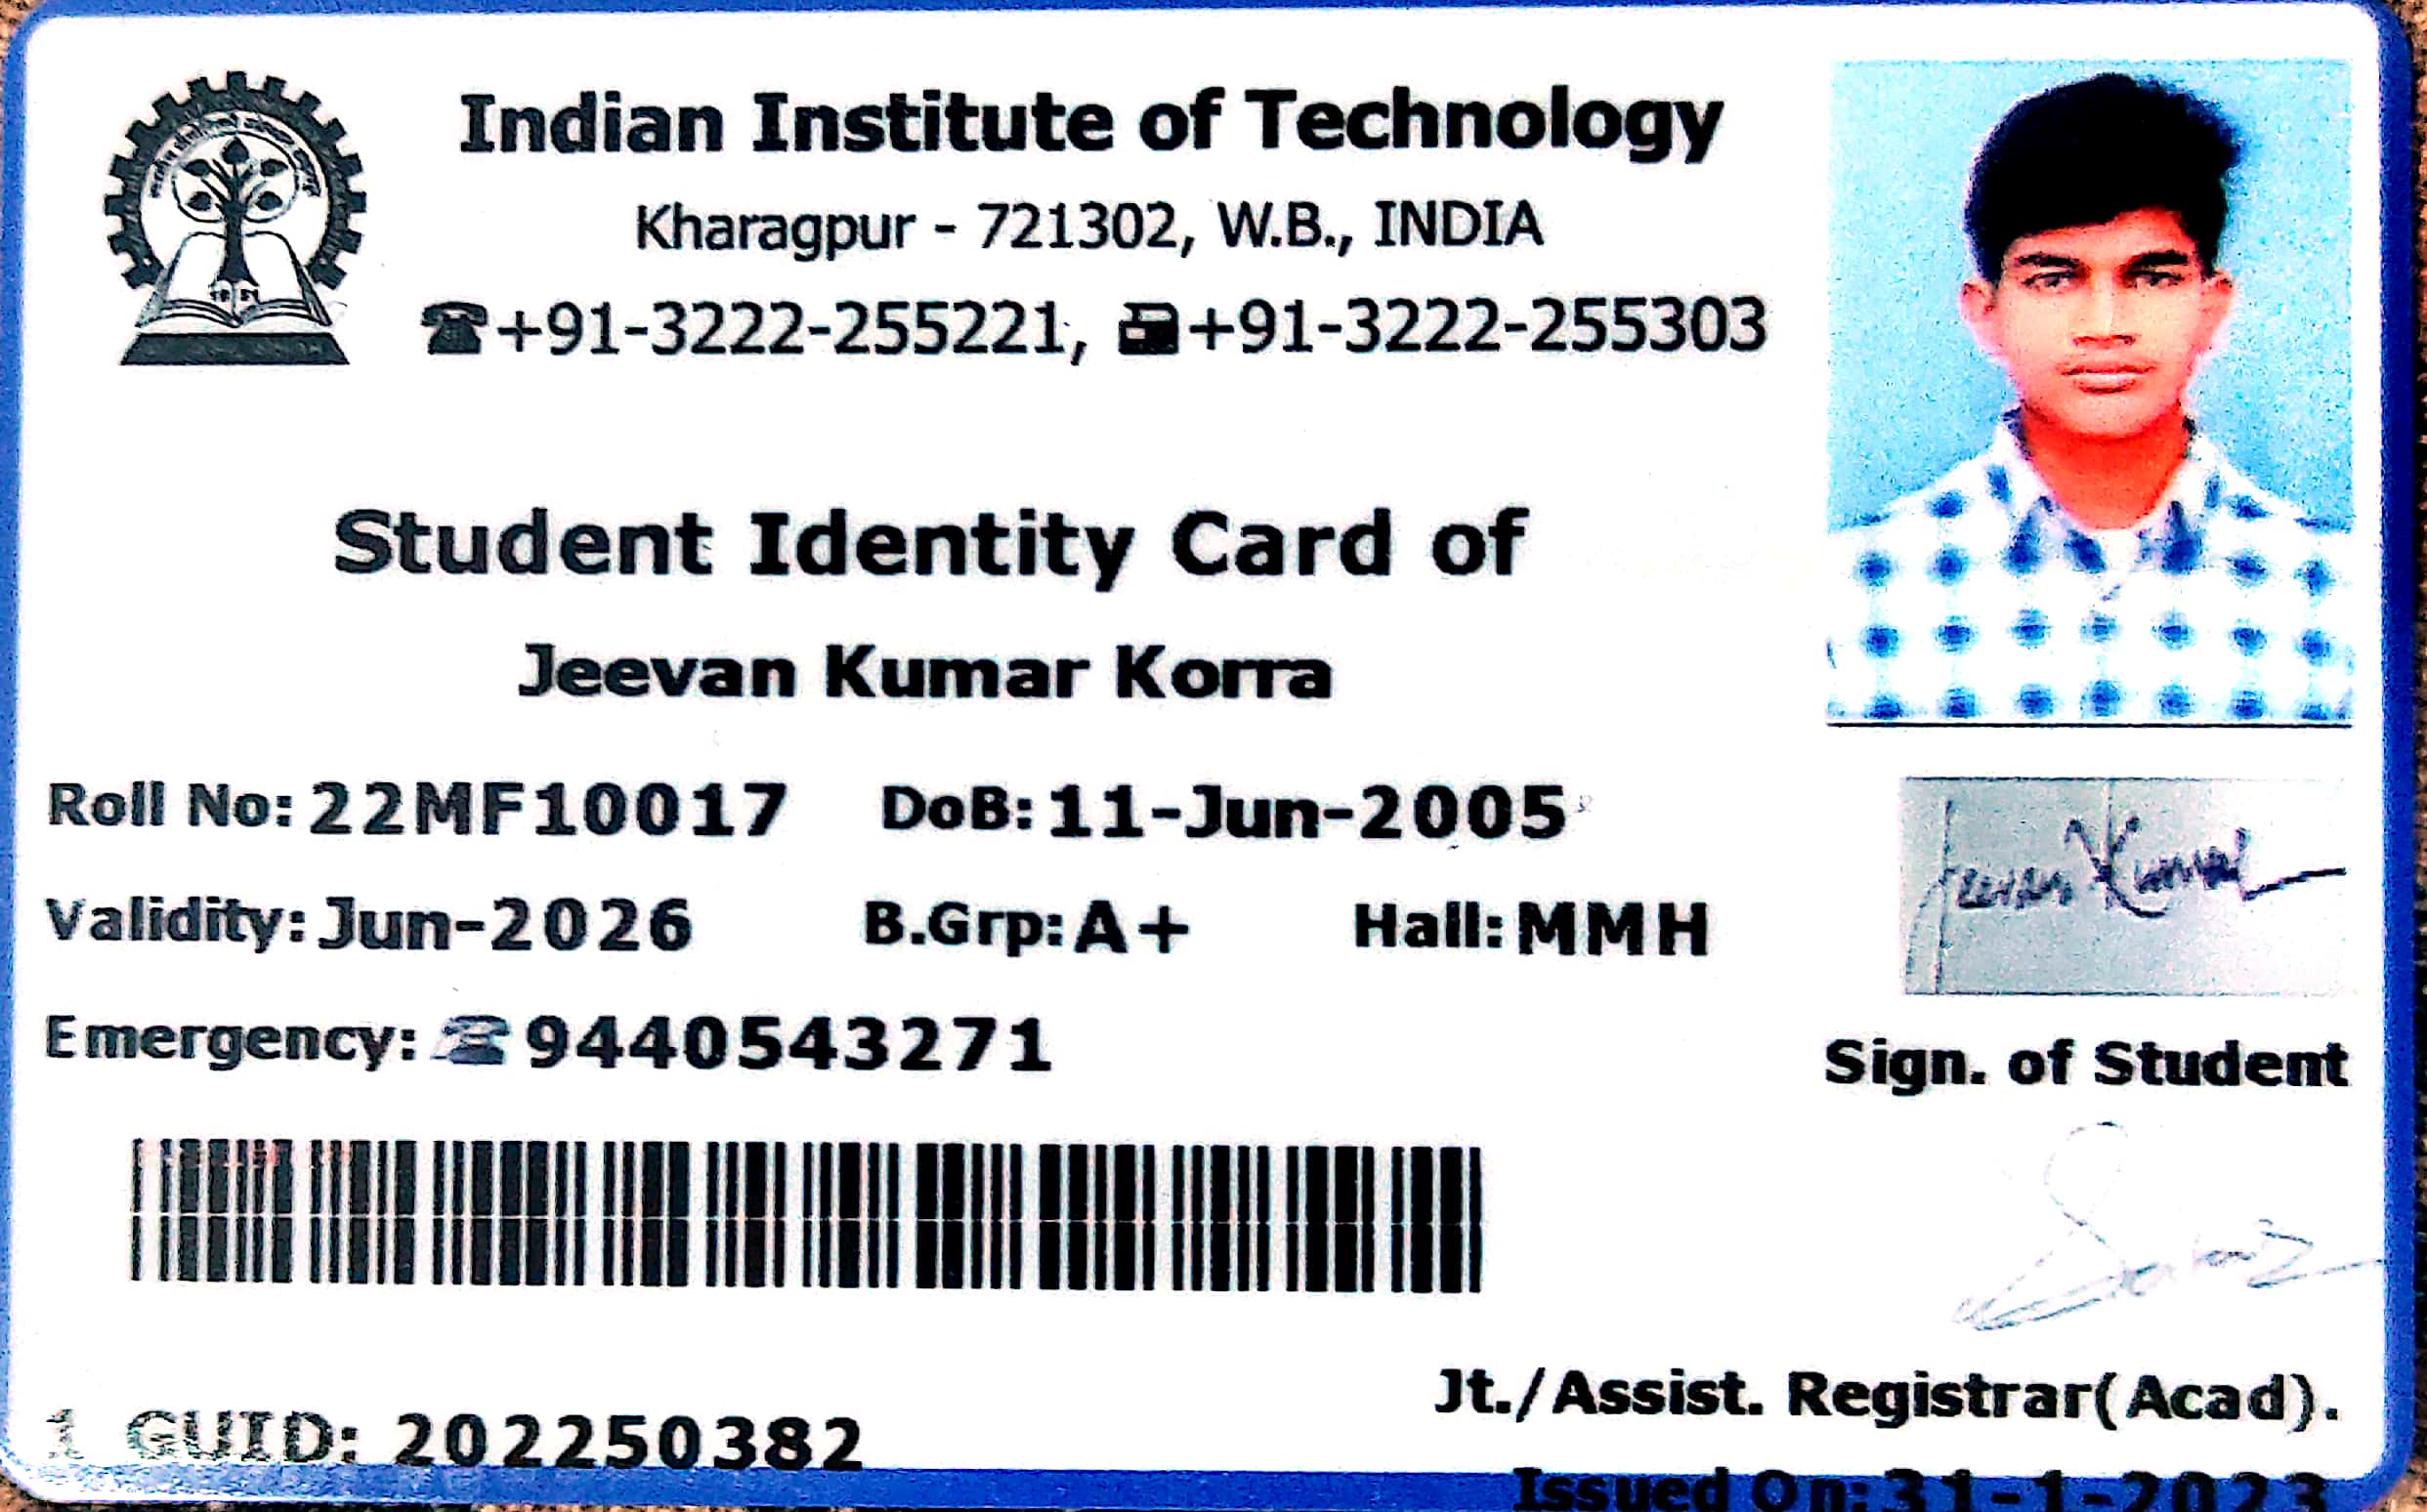 Indian Institute of Technology
Kharagpur - 721302, W.B., INDIA
☎+91-3222-255221, +91-3222-255303
Student Identity Card of
Jeevan Kumar Korra
Roll No: 22MF10017 DoB: 11-Jun-2005
Validity: Jun-2026 B.Grp: A+ Hall: MMH
Emergency: ☎9440543271
Jeevan Kumar
Sign. of Student
Jt./Assist. Registrar(Acad).
1 GUID: 202250382
Issued On: 31-1-2023